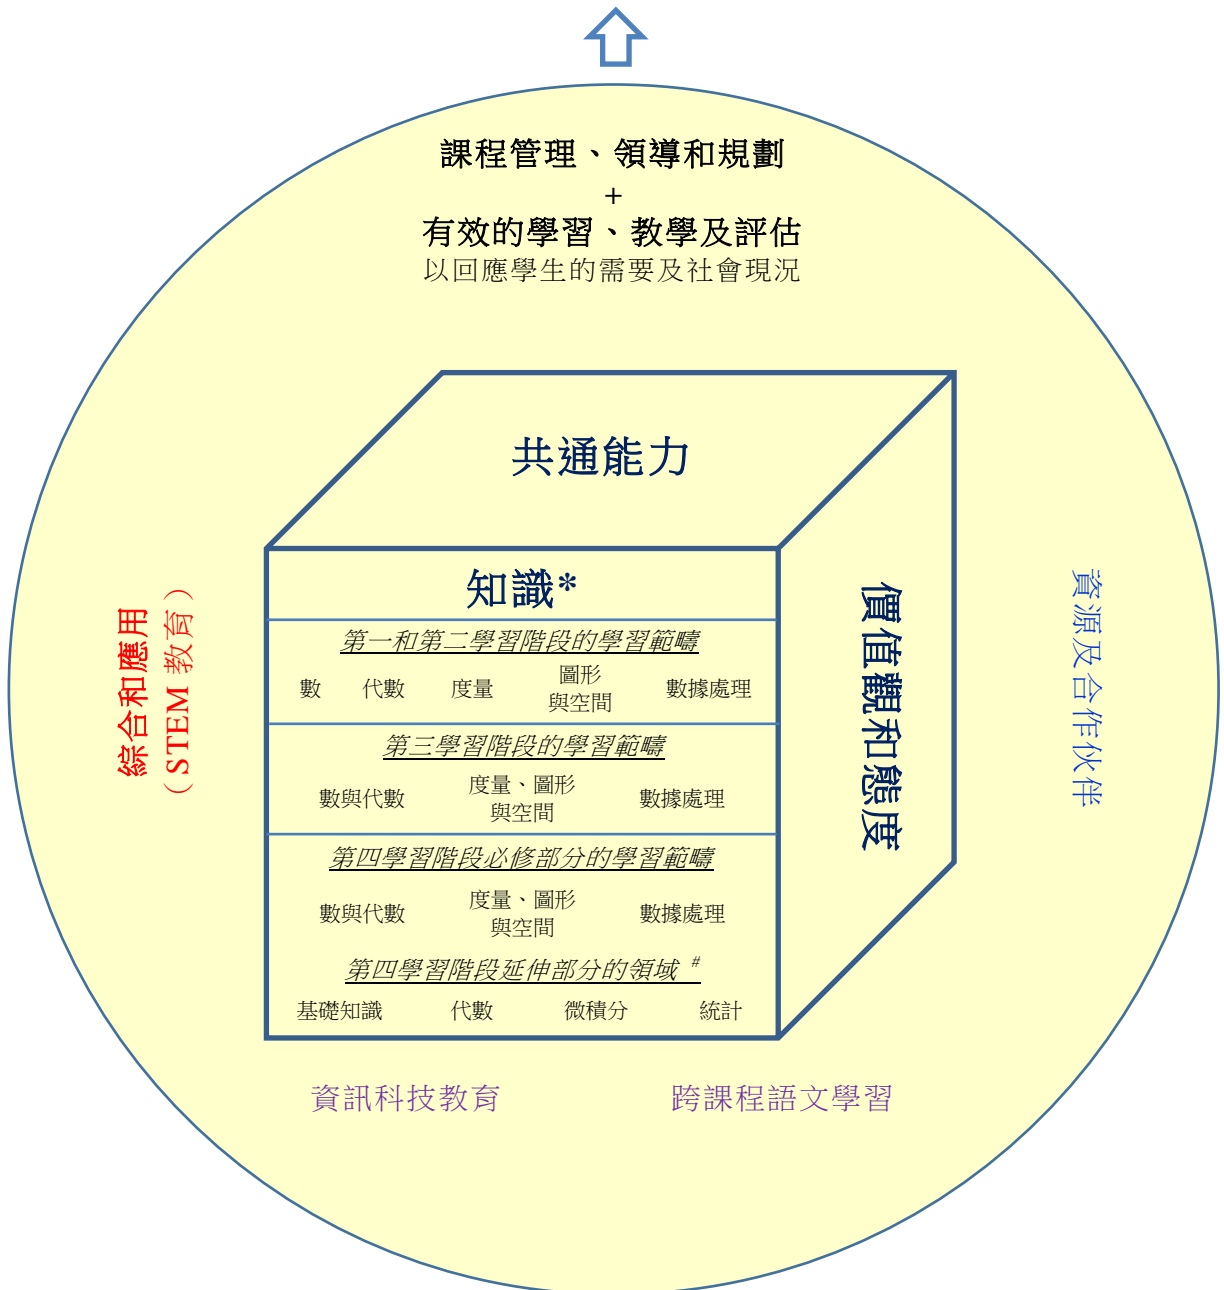 課程管理、領導和規劃
+
有效的學習、教學及評估
以回應學生的需要及社會現況
共通能力
知識*
第一和第二學習階段的學習範疇
數 代數 度量 圖形
與空間 數據處理
第三學習階段的學習範疇
數與代數 度量、圖形
與空間 數據處理
第四學習階段必修部分的學習範疇
數與代數 度量、圖形
與空間 數據處理
第四學習階段延伸部分的領域 #
基礎知識 代數 微積分 統計
價值觀和態度
綜合和應用
(STEM 教育)
資源及合作伙伴
資訊科技教育
跨課程語文學習